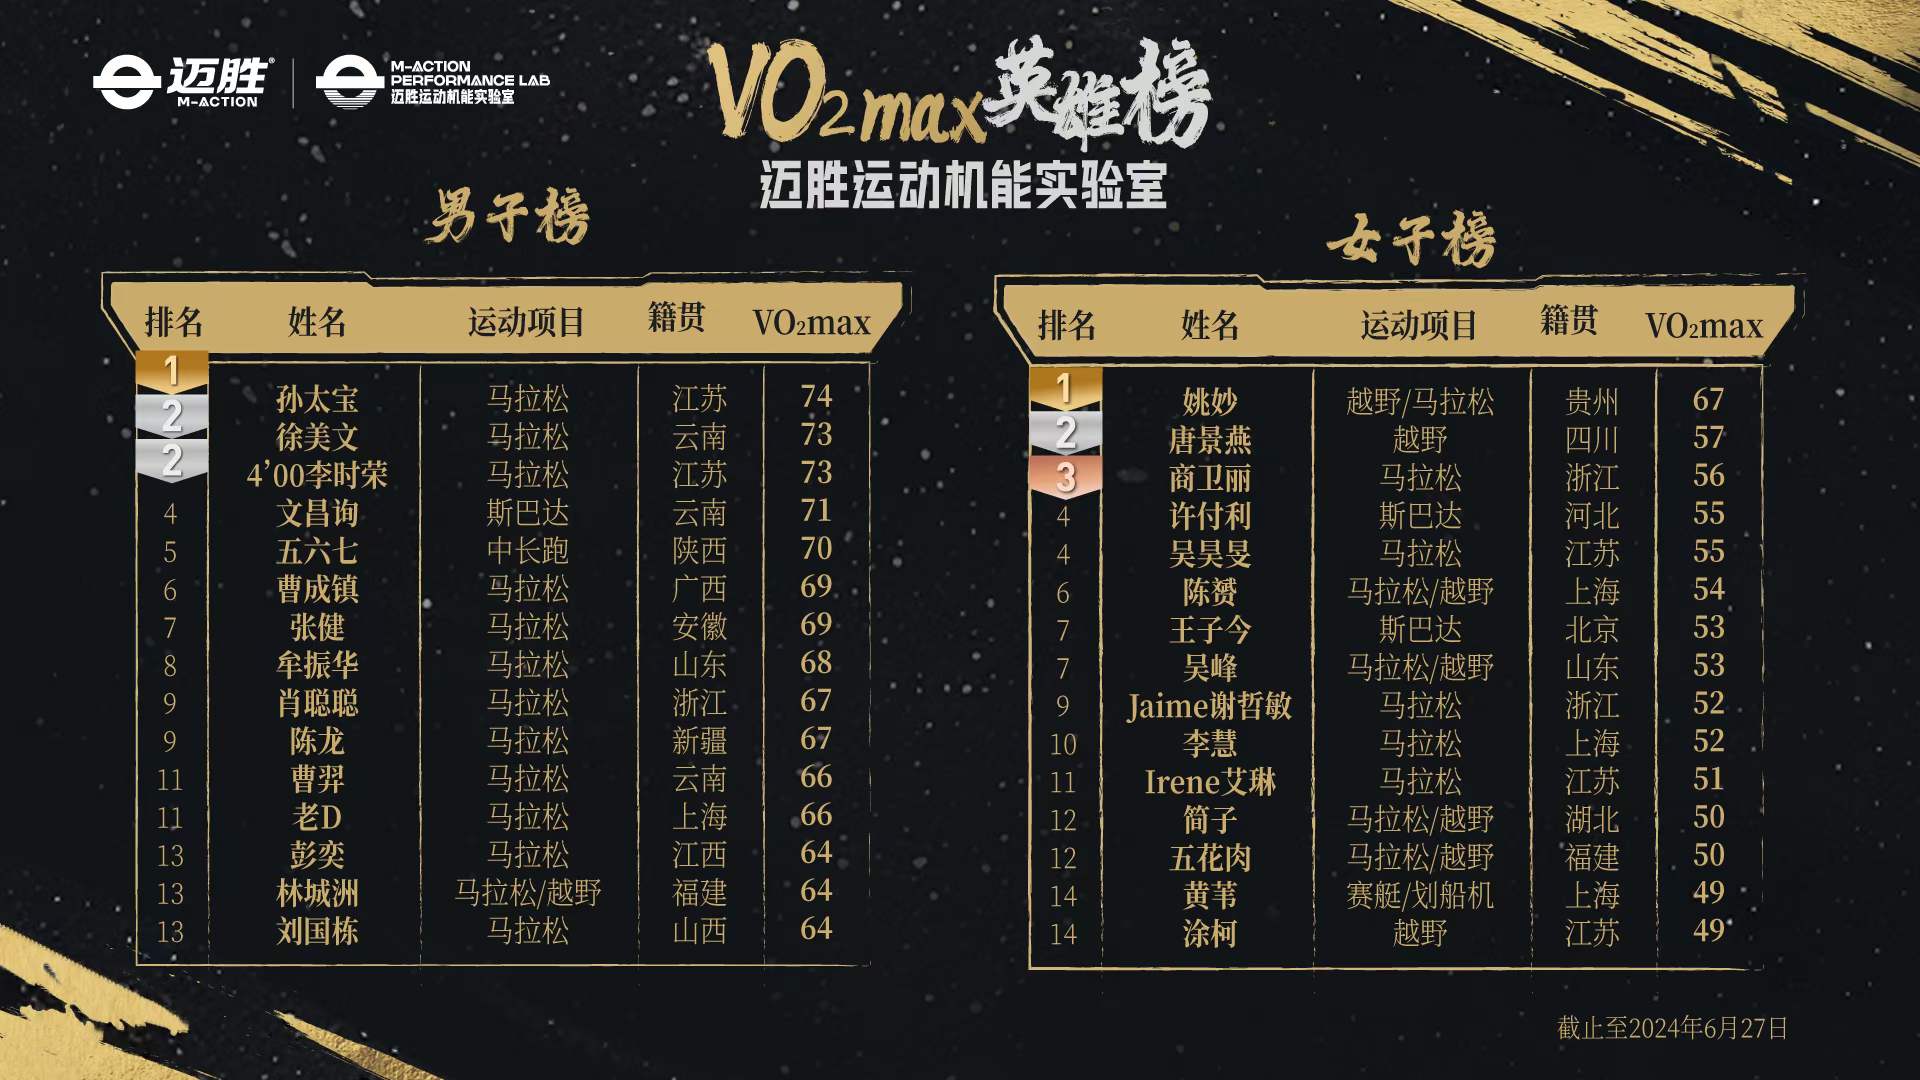 迈胜®
M-ACTION
M-ACTION
PERFORMANCE LAB
迈胜运动机能实验室
VO2max英雄榜
迈胜运动机能实验室
男子榜
排名 姓名 运动项目 籍贯 VO2max
1 孙太宝 马拉松 江苏 74
2 徐美文 马拉松 云南 73
2 4’00李时荣 马拉松 江苏 73
4 文昌询 斯巴达 云南 71
5 五六七 中长跑 陕西 70
6 曹成镇 马拉松 广西 69
7 张健 马拉松 安徽 69
8 牟振华 马拉松 山东 68
9 肖聪聪 马拉松 浙江 67
9 陈龙 马拉松 新疆 67
11 曹羿 马拉松 云南 66
11 老D 马拉松 上海 66
13 彭奕 马拉松 江西 64
13 林城洲 马拉松/越野 福建 64
13 刘国栋 马拉松 山西 64
女子榜
排名 姓名 运动项目 籍贯 VO2max
1 姚妙 越野/马拉松 贵州 67
2 唐景燕 越野 四川 57
3 商卫丽 马拉松 浙江 56
4 许付利 斯巴达 河北 55
4 吴昊旻 马拉松 江苏 55
6 陈赟 马拉松/越野 上海 54
7 王子今 斯巴达 北京 53
7 吴峰 马拉松/越野 山东 53
9 Jaime谢哲敏 马拉松 浙江 52
10 李慧 马拉松 上海 52
11 Irene艾琳 马拉松 江苏 51
12 简子 马拉松/越野 湖北 50
12 五花肉 马拉松/越野 福建 50
14 黄苇 赛艇/划船机 上海 49
14 涂柯 越野 江苏 49
截止至2024年6月27日